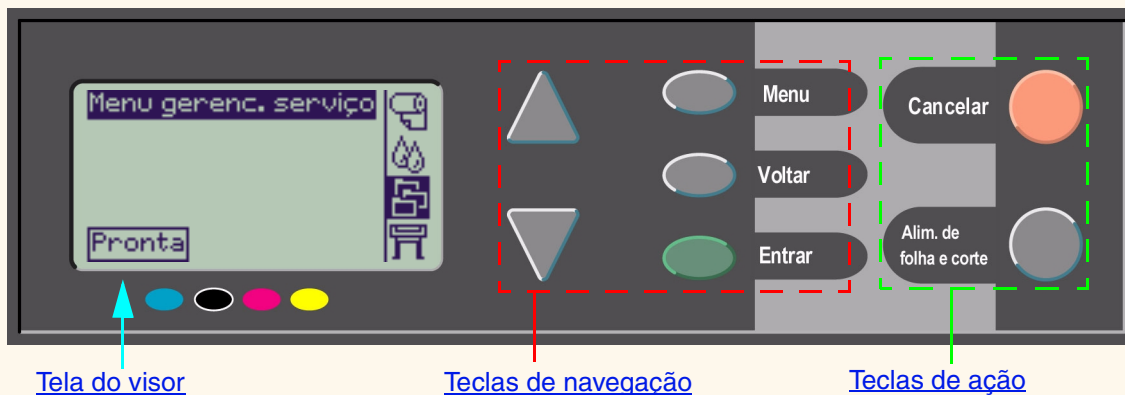 Menu gerenc. serviço
Pronta
Menu
Voltar
Entrar
Cancelar
Alim. de
folha e corte
Tela do visor
Teclas de navegação
Teclas de ação